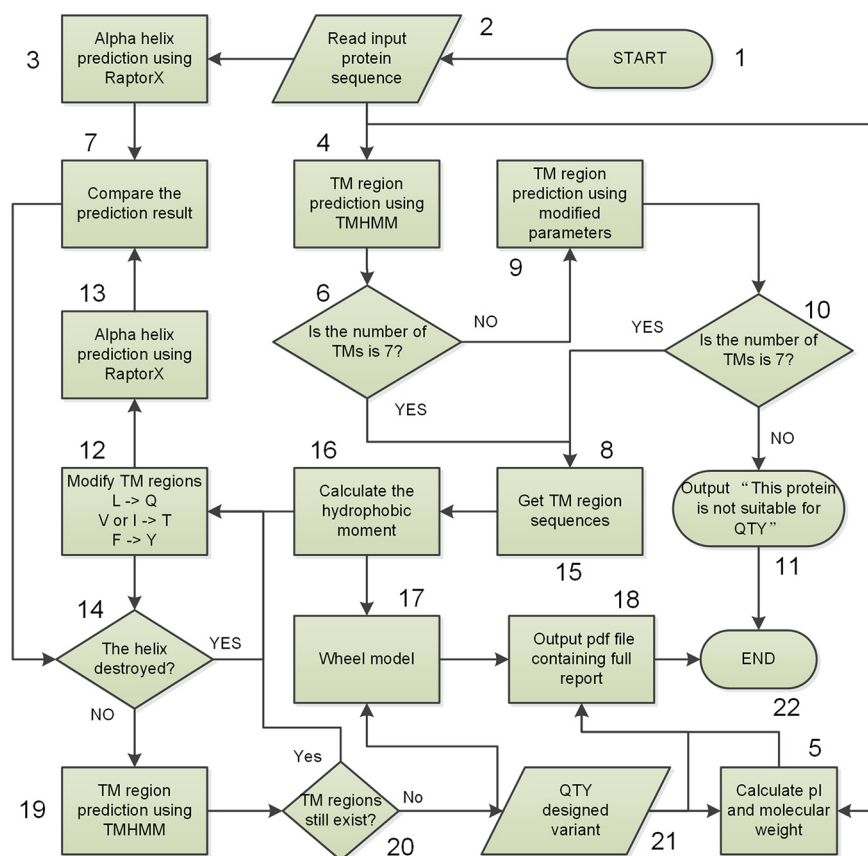 3
Alpha helix
prediction using
RaptorX
Read input
protein
sequence
2
START
1
7
Compare the
prediction result
4
TM region
prediction using
TMHMM
TM region
prediction using
modified
parameters
9
13
Alpha helix
prediction using
RaptorX
6
Is the number of
TMs is 7?
NO
YES
YES
10
Is the number of
TMs is 7?
NO
12
Modify TM regions
L -> Q
V or I -> T
F -> Y
16
Calculate the
hydrophobic
moment
8
Get TM region
sequences
15
Output “This protein
is not suitable for
QTY”
11
14
The helix
destroyed?
YES
NO
17
Wheel model
18
Output pdf file
containing full
report
END
22
19
TM region
prediction using
TMHMM
Yes
TM regions
still exist?
No
20
QTY
designed
variant
21
5
Calculate pI
and molecular
weight